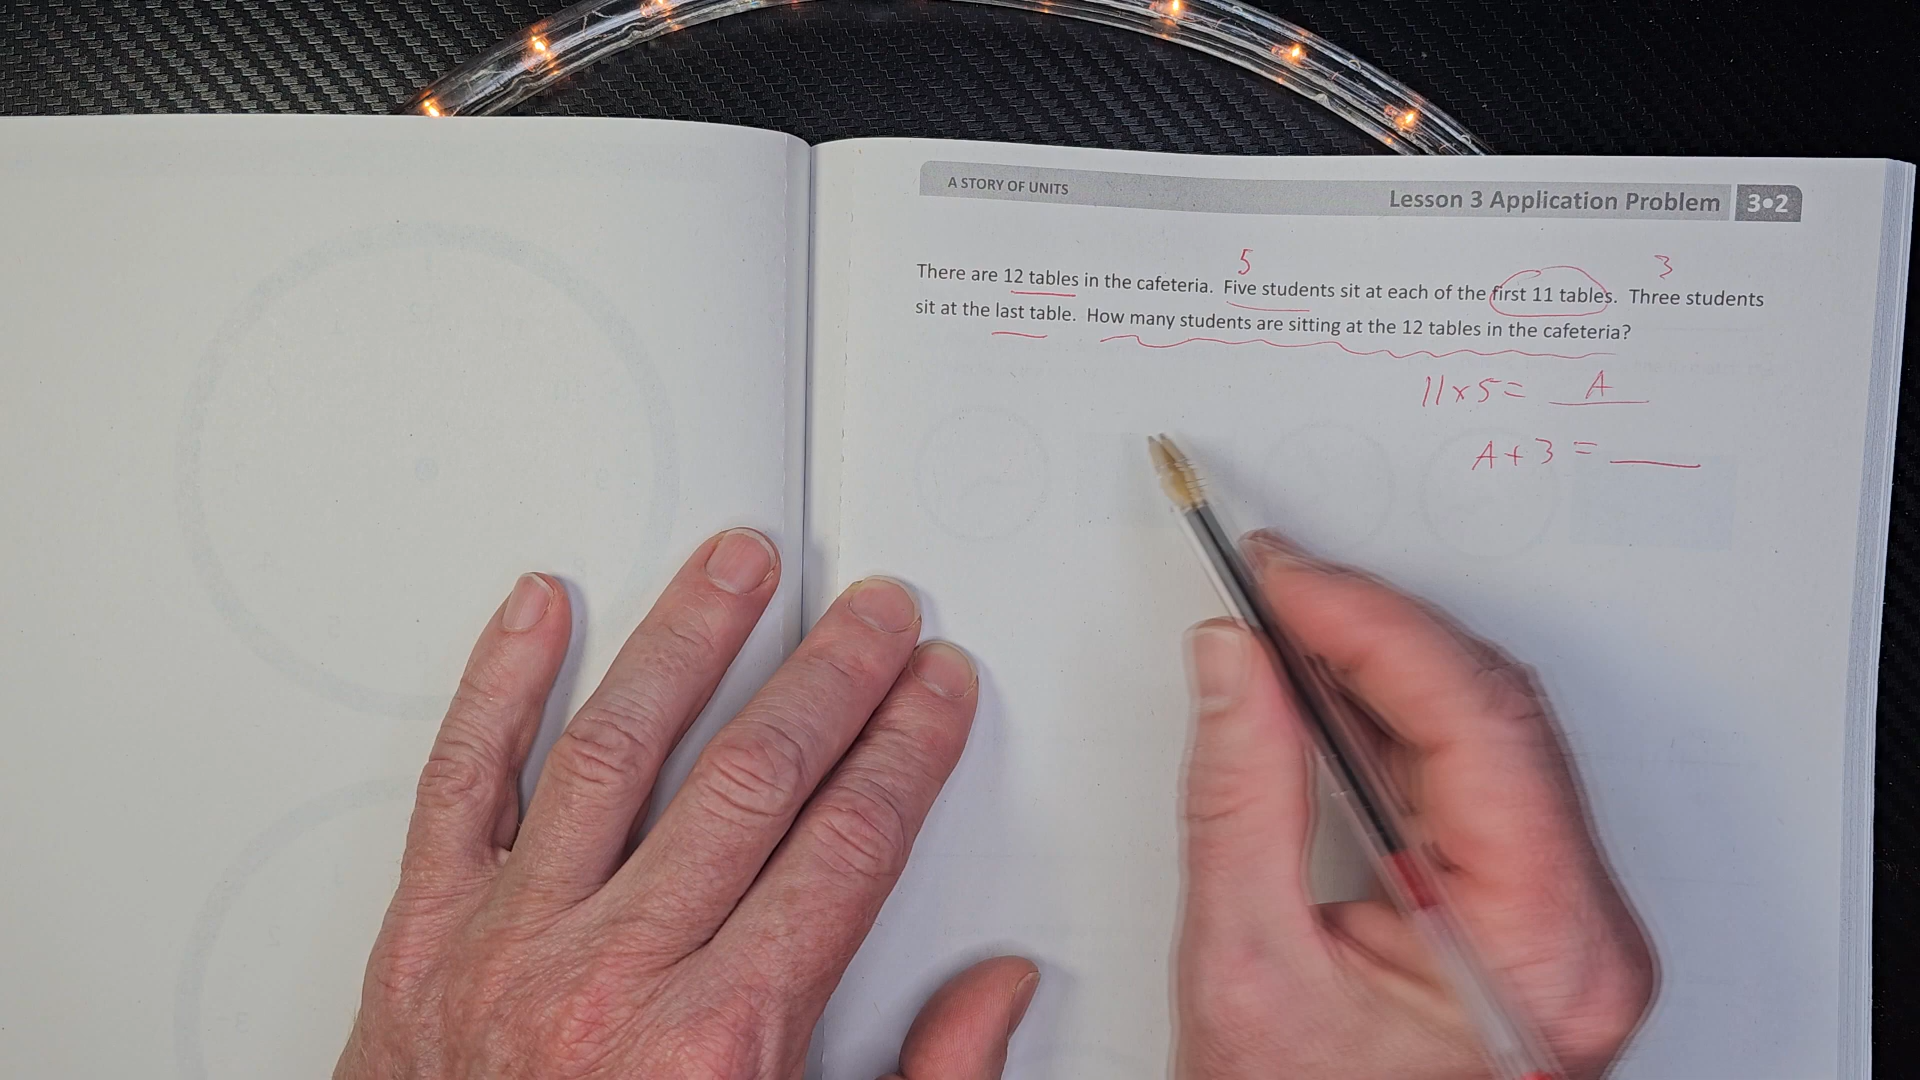 A STORY OF UNITS
Lesson 3 Application Problem 3•2
5 3
There are 12 tables in the cafeteria. Five students sit at each of the first 11 tables. Three students
sit at the last table. How many students are sitting at the 12 tables in the cafeteria?
11 x 5 = A
A + 3 = ___